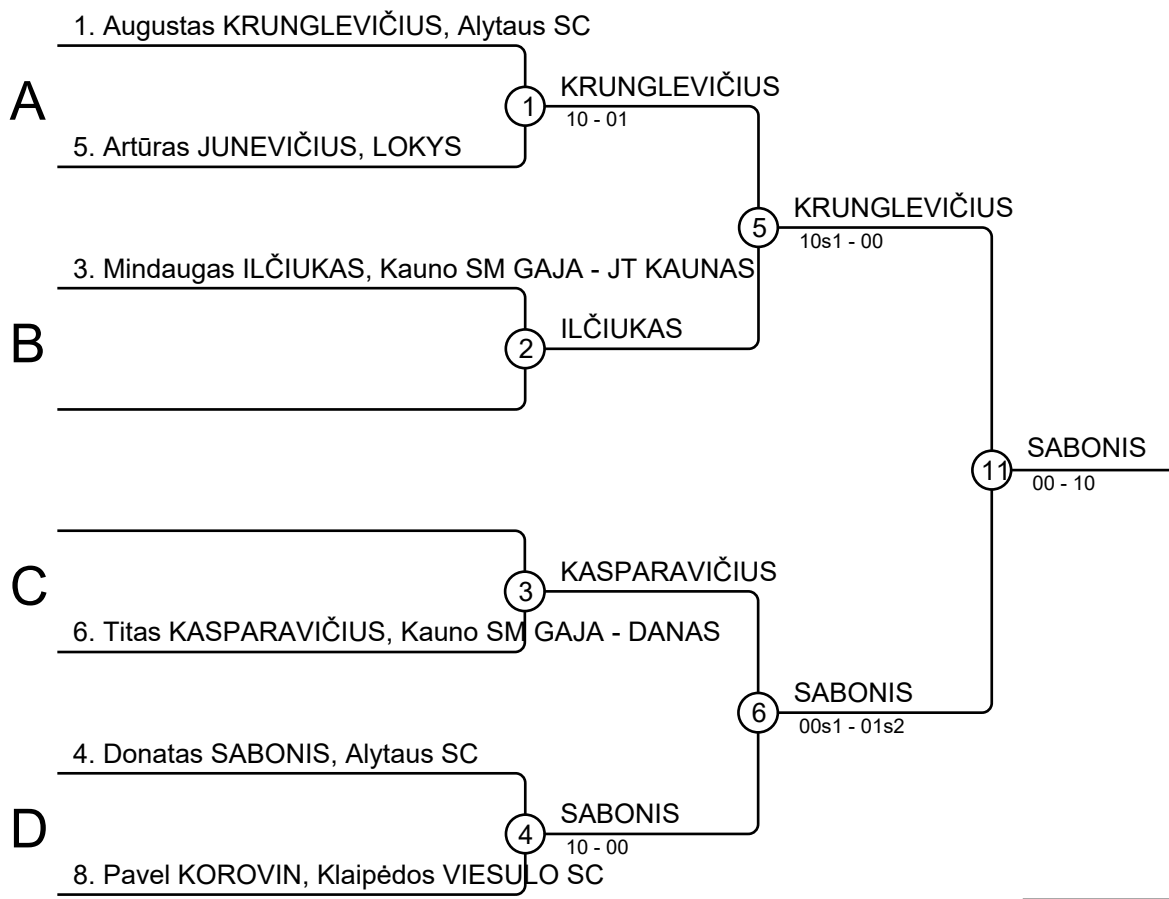 1. Augustas KRUNGLEVIČIUS, Alytaus SC
A
1
KRUNGLEVIČIUS
10 - 01
5. Artūras JUNEVIČIUS, LOKYS
5
KRUNGLEVIČIUS
10s1 - 00
3. Mindaugas ILČIUKAS, Kauno SM GAJA - JT KAUNAS
B
2
ILČIUKAS
11
SABONIS
00 - 10
C
3
KASPARAVIČIUS
6. Titas KASPARAVIČIUS, Kauno SM GAJA - DANAS
6
SABONIS
00s1 - 01s2
4. Donatas SABONIS, Alytaus SC
D
4
SABONIS
10 - 00
8. Pavel KOROVIN, Klaipėdos VIESULO SC